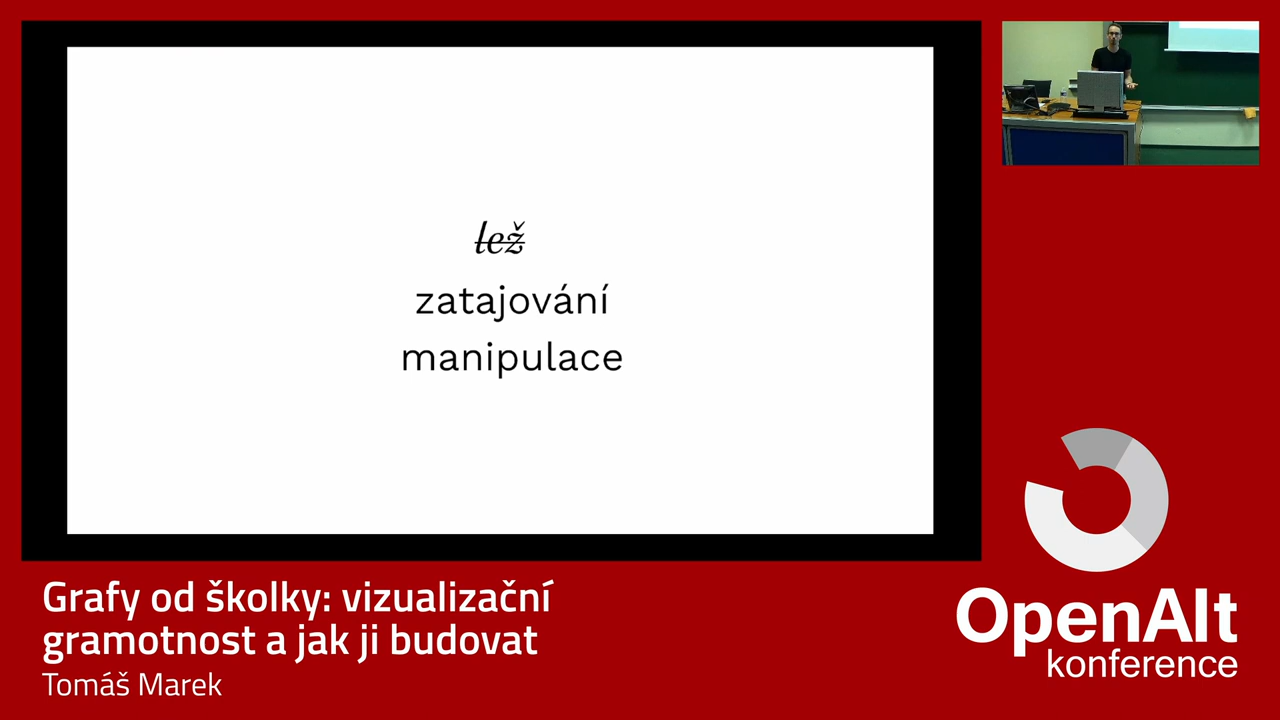 lež
zatajování
manipulace
Grafy od školky: vizualizační
gramotnost a jak ji budovat
Tomáš Marek
OpenAlt
konference